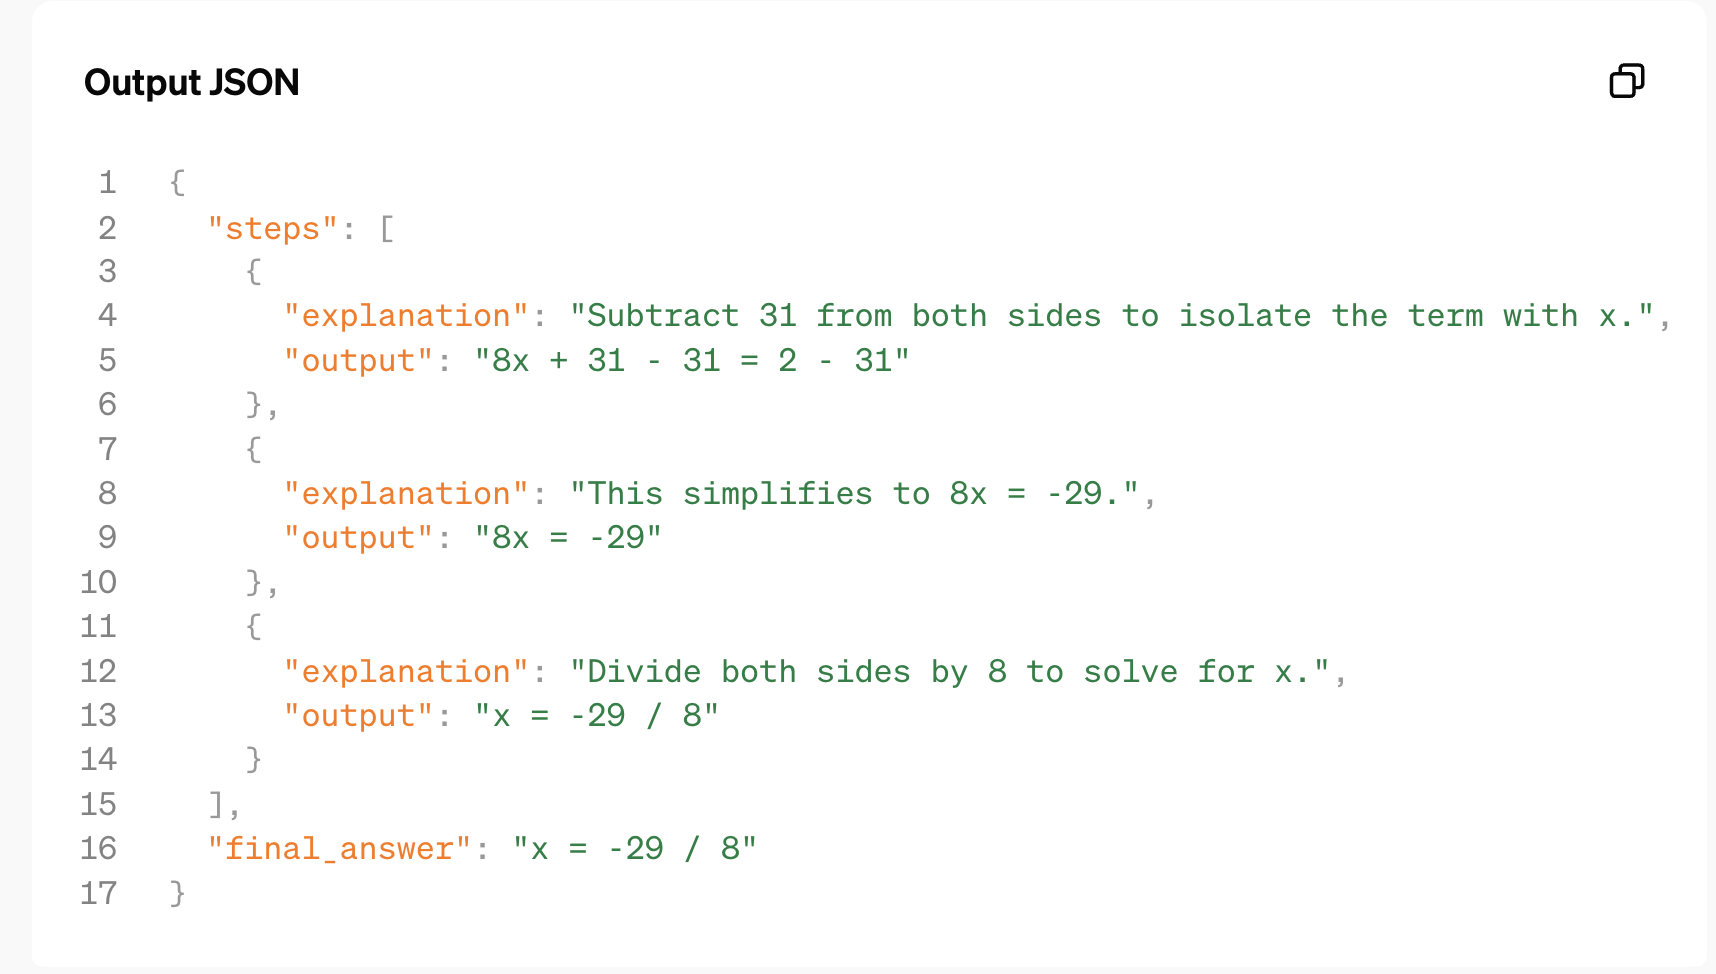 Output JSON
1 {
2   "steps": [
3     {
4       "explanation": "Subtract 31 from both sides to isolate the term with x.",
5       "output": "8x + 31 - 31 = 2 - 31"
6     },
7     {
8       "explanation": "This simplifies to 8x = -29.",
9       "output": "8x = -29"
10     },
11     {
12       "explanation": "Divide both sides by 8 to solve for x.",
13       "output": "x = -29 / 8"
14     }
15   ],
16   "final_answer": "x = -29 / 8"
17 }